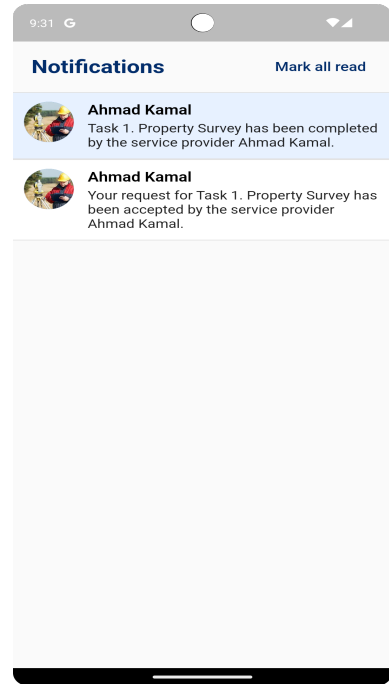 9:31 G
Notifications
Mark all read
Ahmad Kamal
Task 1. Property Survey has been completed
by the service provider Ahmad Kamal.
Ahmad Kamal
Your request for Task 1. Property Survey has
been accepted by the service provider
Ahmad Kamal.